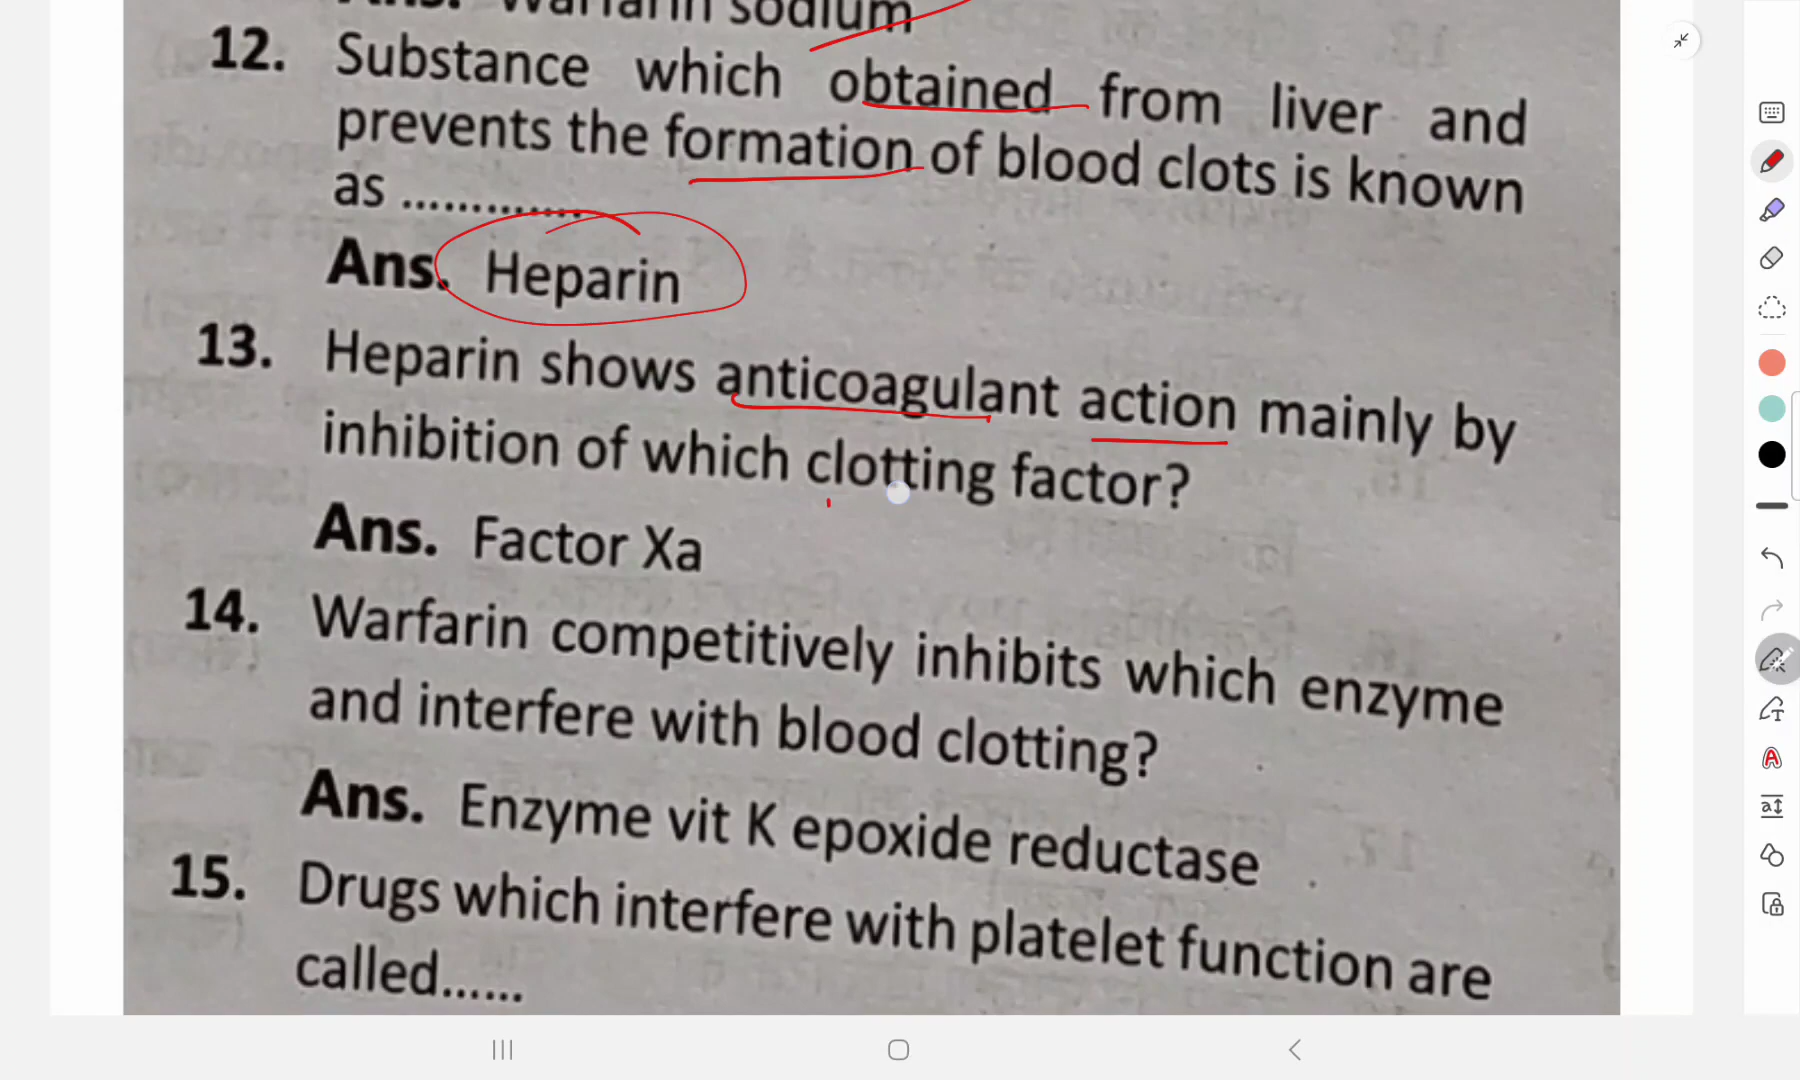 Ans. Warfarin sodium
12. Substance which obtained from liver and
prevents the formation of blood clots is known
as .............
Ans. Heparin
13. Heparin shows anticoagulant action mainly by
inhibition of which clotting factor?
Ans. Factor Xa
14. Warfarin competitively inhibits which enzyme
and interfere with blood clotting?
Ans. Enzyme vit K epoxide reductase
15. Drugs which interfere with platelet function are
called......